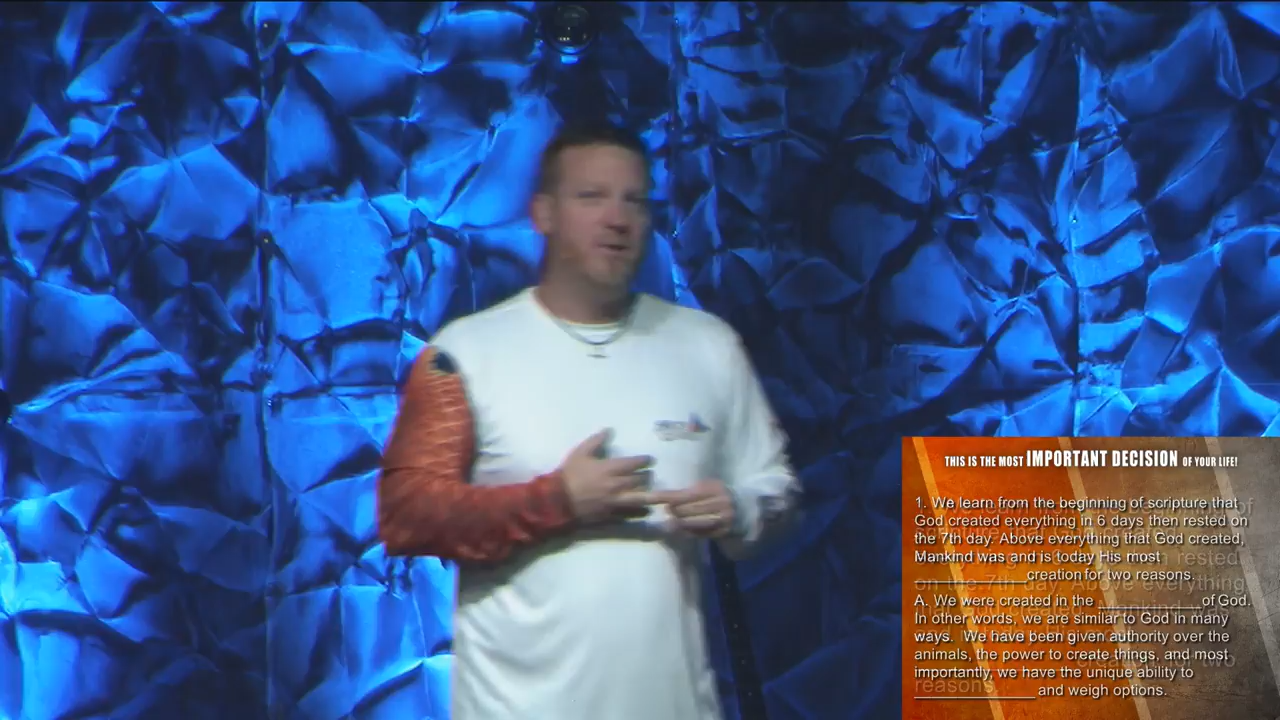 THIS IS THE MOST IMPORTANT DECISION OF YOUR LIFE!
1. We learn from the beginning of scripture that
God created everything in 6 days then rested on
the 7th day. Above everything that God created,
Mankind was and is today His most
______________creation for two reasons.
A. We were created in the _____________of God.
In other words, we are similar to God in many
ways. We have been given authority over the
animals, the power to create things, and most
importantly, we have the unique ability to
_______________ and weigh options.